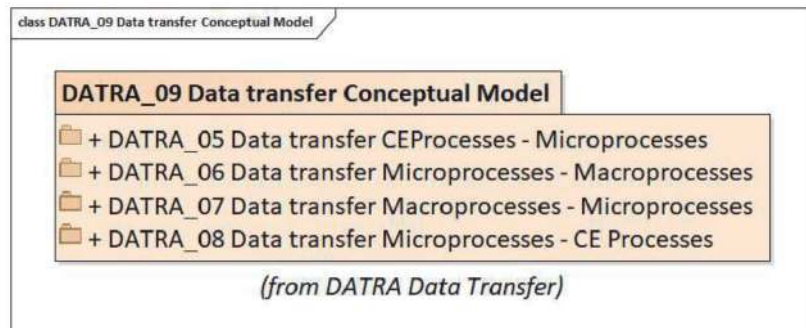 class DATRA_09 Data transfer Conceptual Model
DATRA_09 Data transfer Conceptual Model
+ DATRA_05 Data transfer CEProcesses - Microprocesses
+ DATRA_06 Data transfer Microprocesses - Macroprocesses
+ DATRA_07 Data transfer Macroprocesses - Microprocesses
+ DATRA_08 Data transfer Microprocesses - CE Processes
(from DATRA Data Transfer)